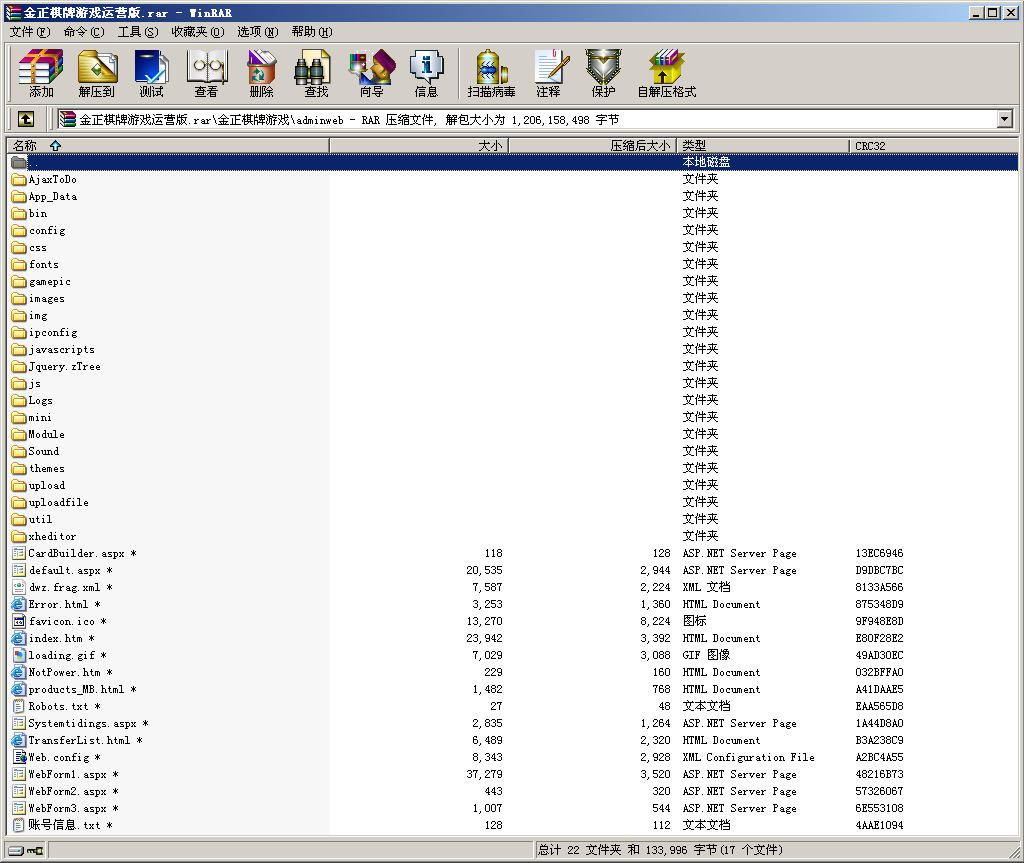 金正棋牌游戏运营版.rar - WinRAR
文件(F) 命令(C) 工具(S) 收藏夹(O) 选项(N) 帮助(H)
添加 解压到 测试 查看 删除 查找 向导 信息 扫描病毒 注释 保护 自解压格式
金正棋牌游戏运营版.rar\金正棋牌游戏\adminweb - RAR 压缩文件, 解包大小为 1,206,158,498 字节
名称 大小 压缩后大小 类型 CRC32
.. 本地磁盘
AjaxToDo 文件夹
App_Data 文件夹
bin 文件夹
config 文件夹
css 文件夹
fonts 文件夹
gamepic 文件夹
images 文件夹
img 文件夹
ipconfig 文件夹
javascripts 文件夹
Jquery.zTree 文件夹
js 文件夹
Logs 文件夹
mini 文件夹
Module 文件夹
Sound 文件夹
themes 文件夹
upload 文件夹
uploadfile 文件夹
util 文件夹
xheditor 文件夹
CardBuilder.aspx * 118 128 ASP.NET Server Page 13EC6946
default.aspx * 20,535 2,944 ASP.NET Server Page D9DBC7BC
dwz.frag.xml * 7,587 2,224 XML 文档 8133A566
Error.html * 3,253 1,360 HTML Document 875348D9
favicon.ico * 13,270 8,224 图标 9F948E8D
index.htm * 23,942 3,392 HTML Document E80F28E2
loading.gif * 7,029 3,088 GIF 图像 49AD30EC
NotPower.htm * 229 160 HTML Document 032BFFA0
products_MB.html * 1,482 768 HTML Document A41DAAE5
Robots.txt * 27 48 文本文档 EAA565D8
Systemtidings.aspx * 2,835 1,264 ASP.NET Server Page 1A44D8A0
TransferList.html * 6,489 2,320 HTML Document B3A238C9
Web.config * 8,343 2,928 XML Configuration File A2BC4A55
WebForm1.aspx * 37,279 3,520 ASP.NET Server Page 48216B73
WebForm2.aspx * 443 320 ASP.NET Server Page 57326067
WebForm3.aspx * 1,007 544 ASP.NET Server Page 6E553108
账号信息.txt * 128 112 文本文档 4AAE1094
总计 22 文件夹 和 133,996 字节(17 个文件)